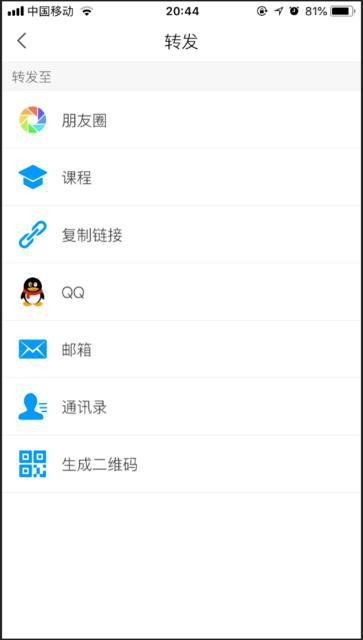 中国移动 20:44 81%
转发
转发至
朋友圈
课程
复制链接
QQ
邮箱
通讯录
生成二维码